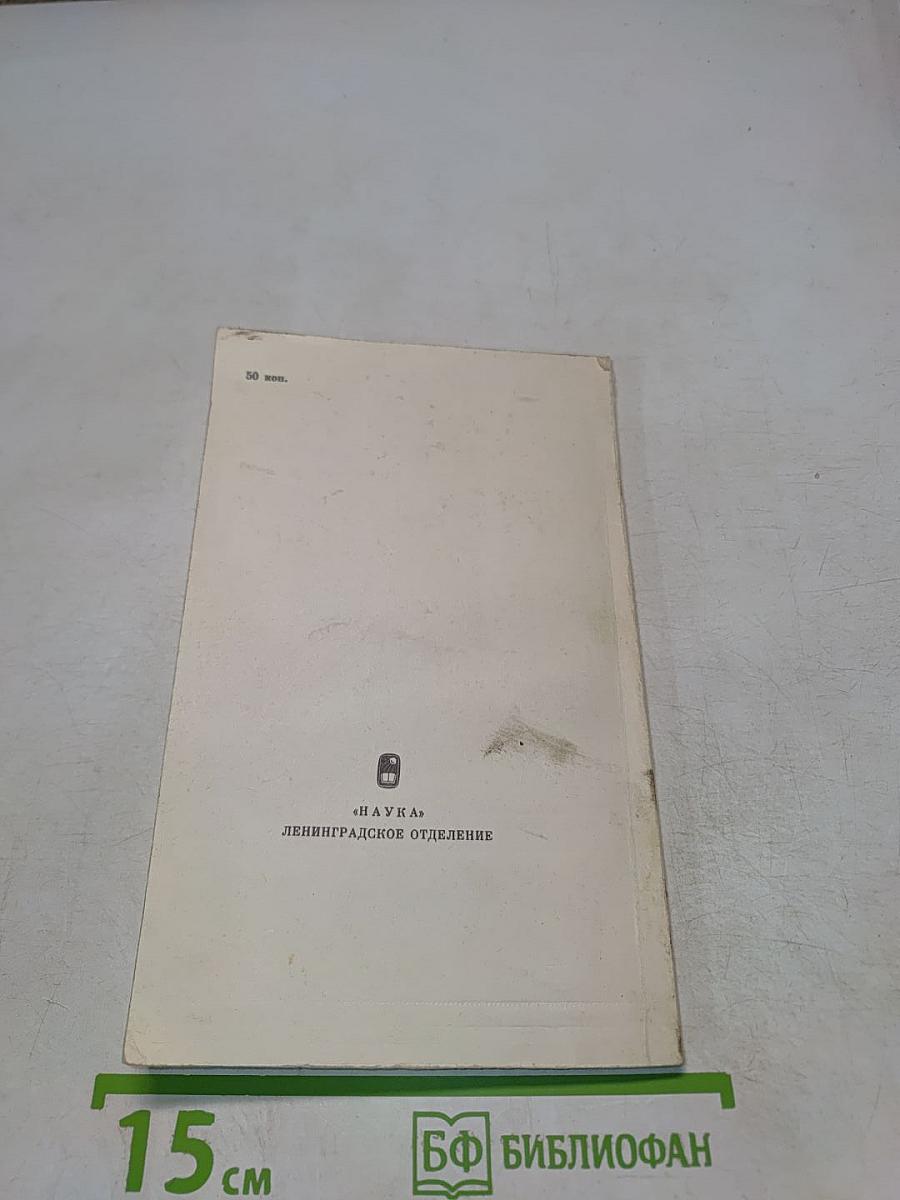 50 коп.
«НАУКА»
ЛЕНИНГРАДСКОЕ ОТДЕЛЕНИЕ
15 см
БФ БИБЛИОФАН